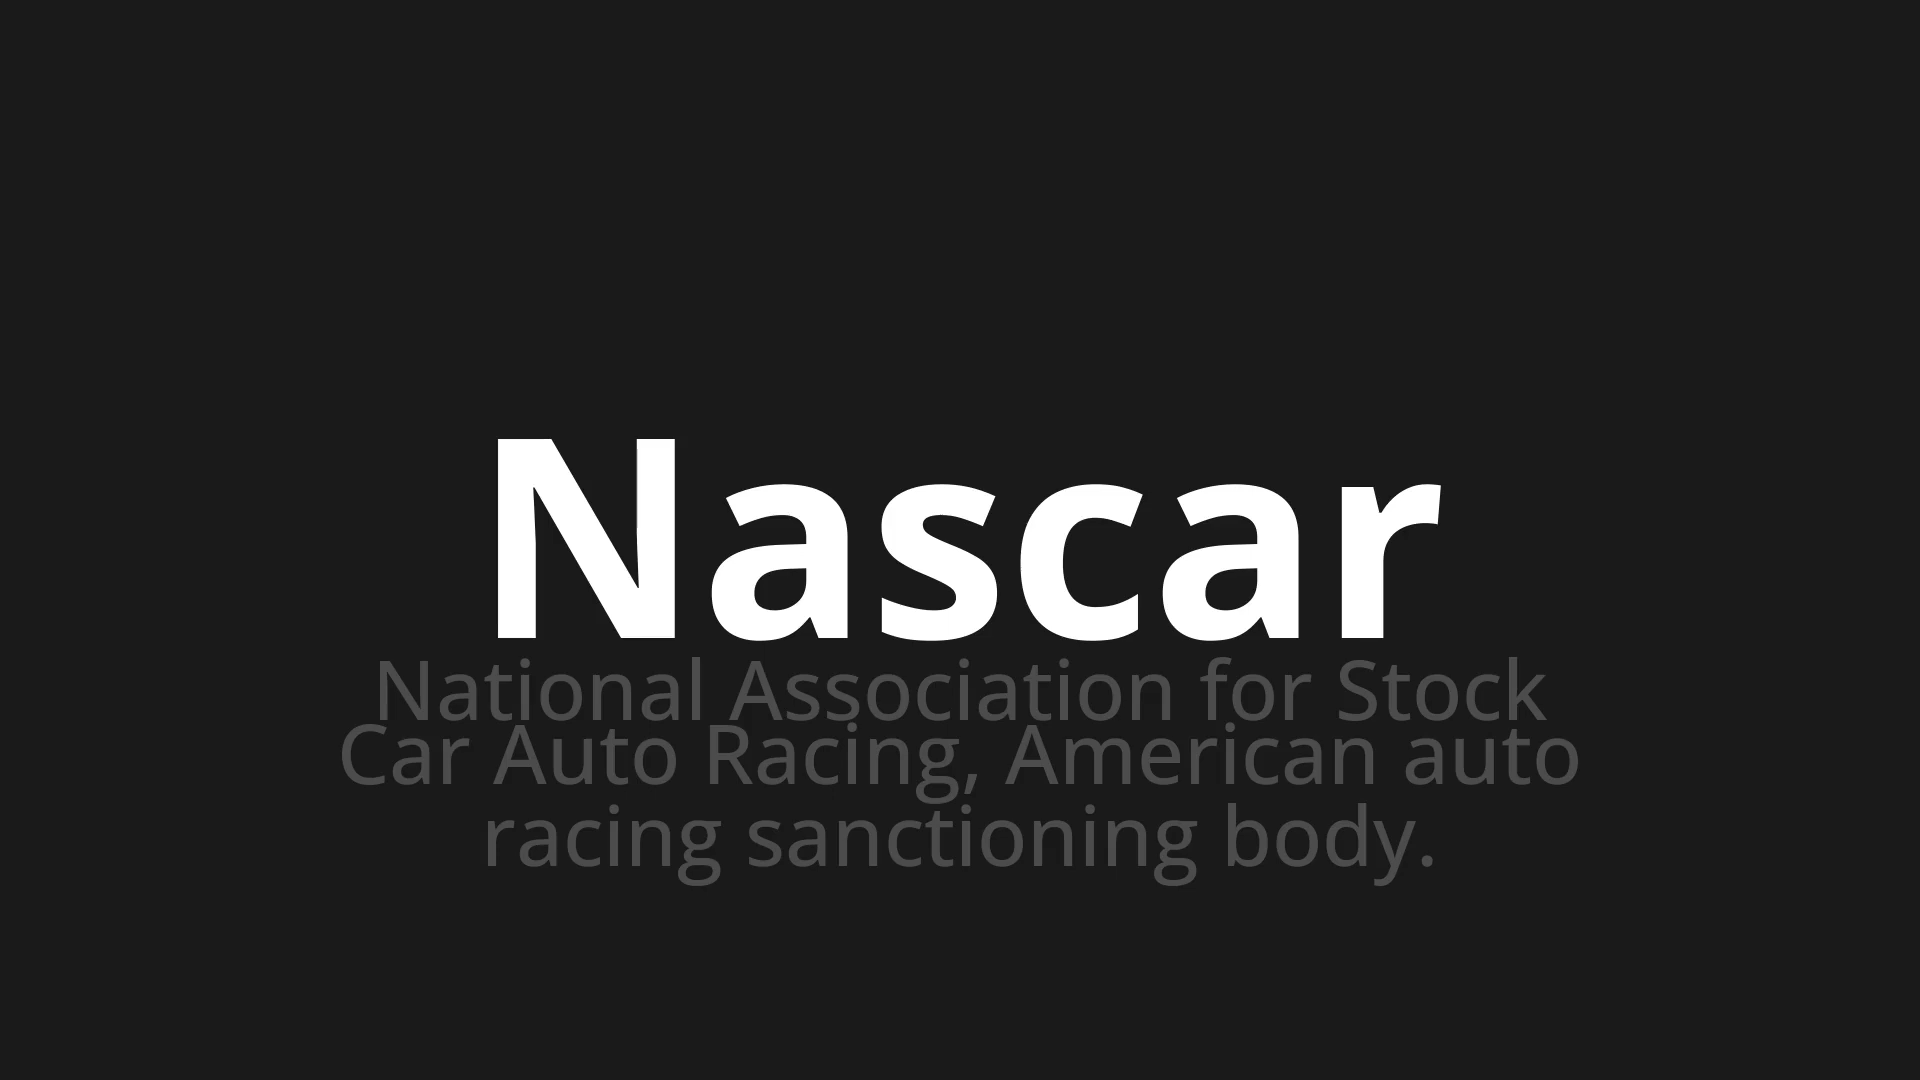 Nascar
National Association for Stock
Car Auto Racing, American auto
racing sanctioning body.